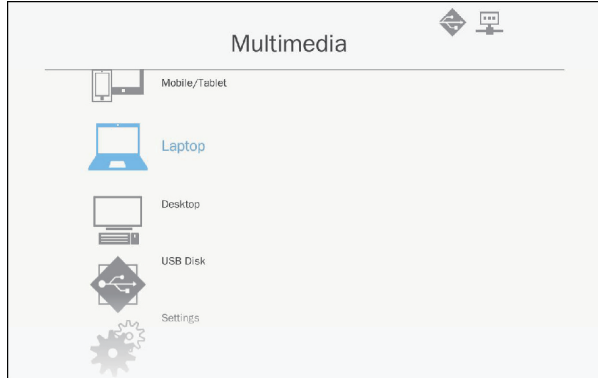 Multimedia
Mobile/Tablet
Laptop
Desktop
USB Disk
Settings